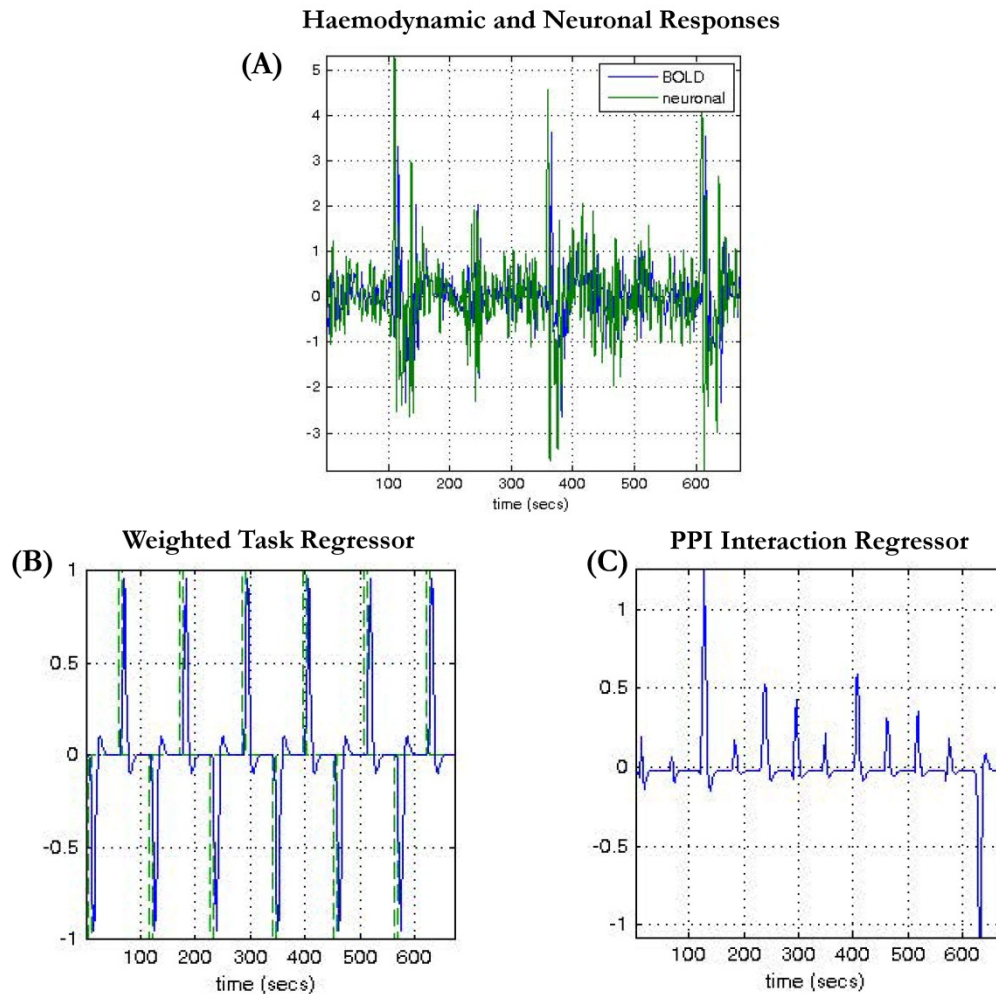 Haemodynamic and Neuronal Responses
(A)
BOLD
neuronal
5
4
3
2
1
0
-1
-2
-3
100 200 300 400 500 600
time (secs)
Weighted Task Regressor
(B)
1
0.5
0
-0.5
-1
100 200 300 400 500 600
time (secs)
PPI Interaction Regressor
(C)
1
0.5
0
-0.5
-1
100 200 300 400 500 600
time (secs)